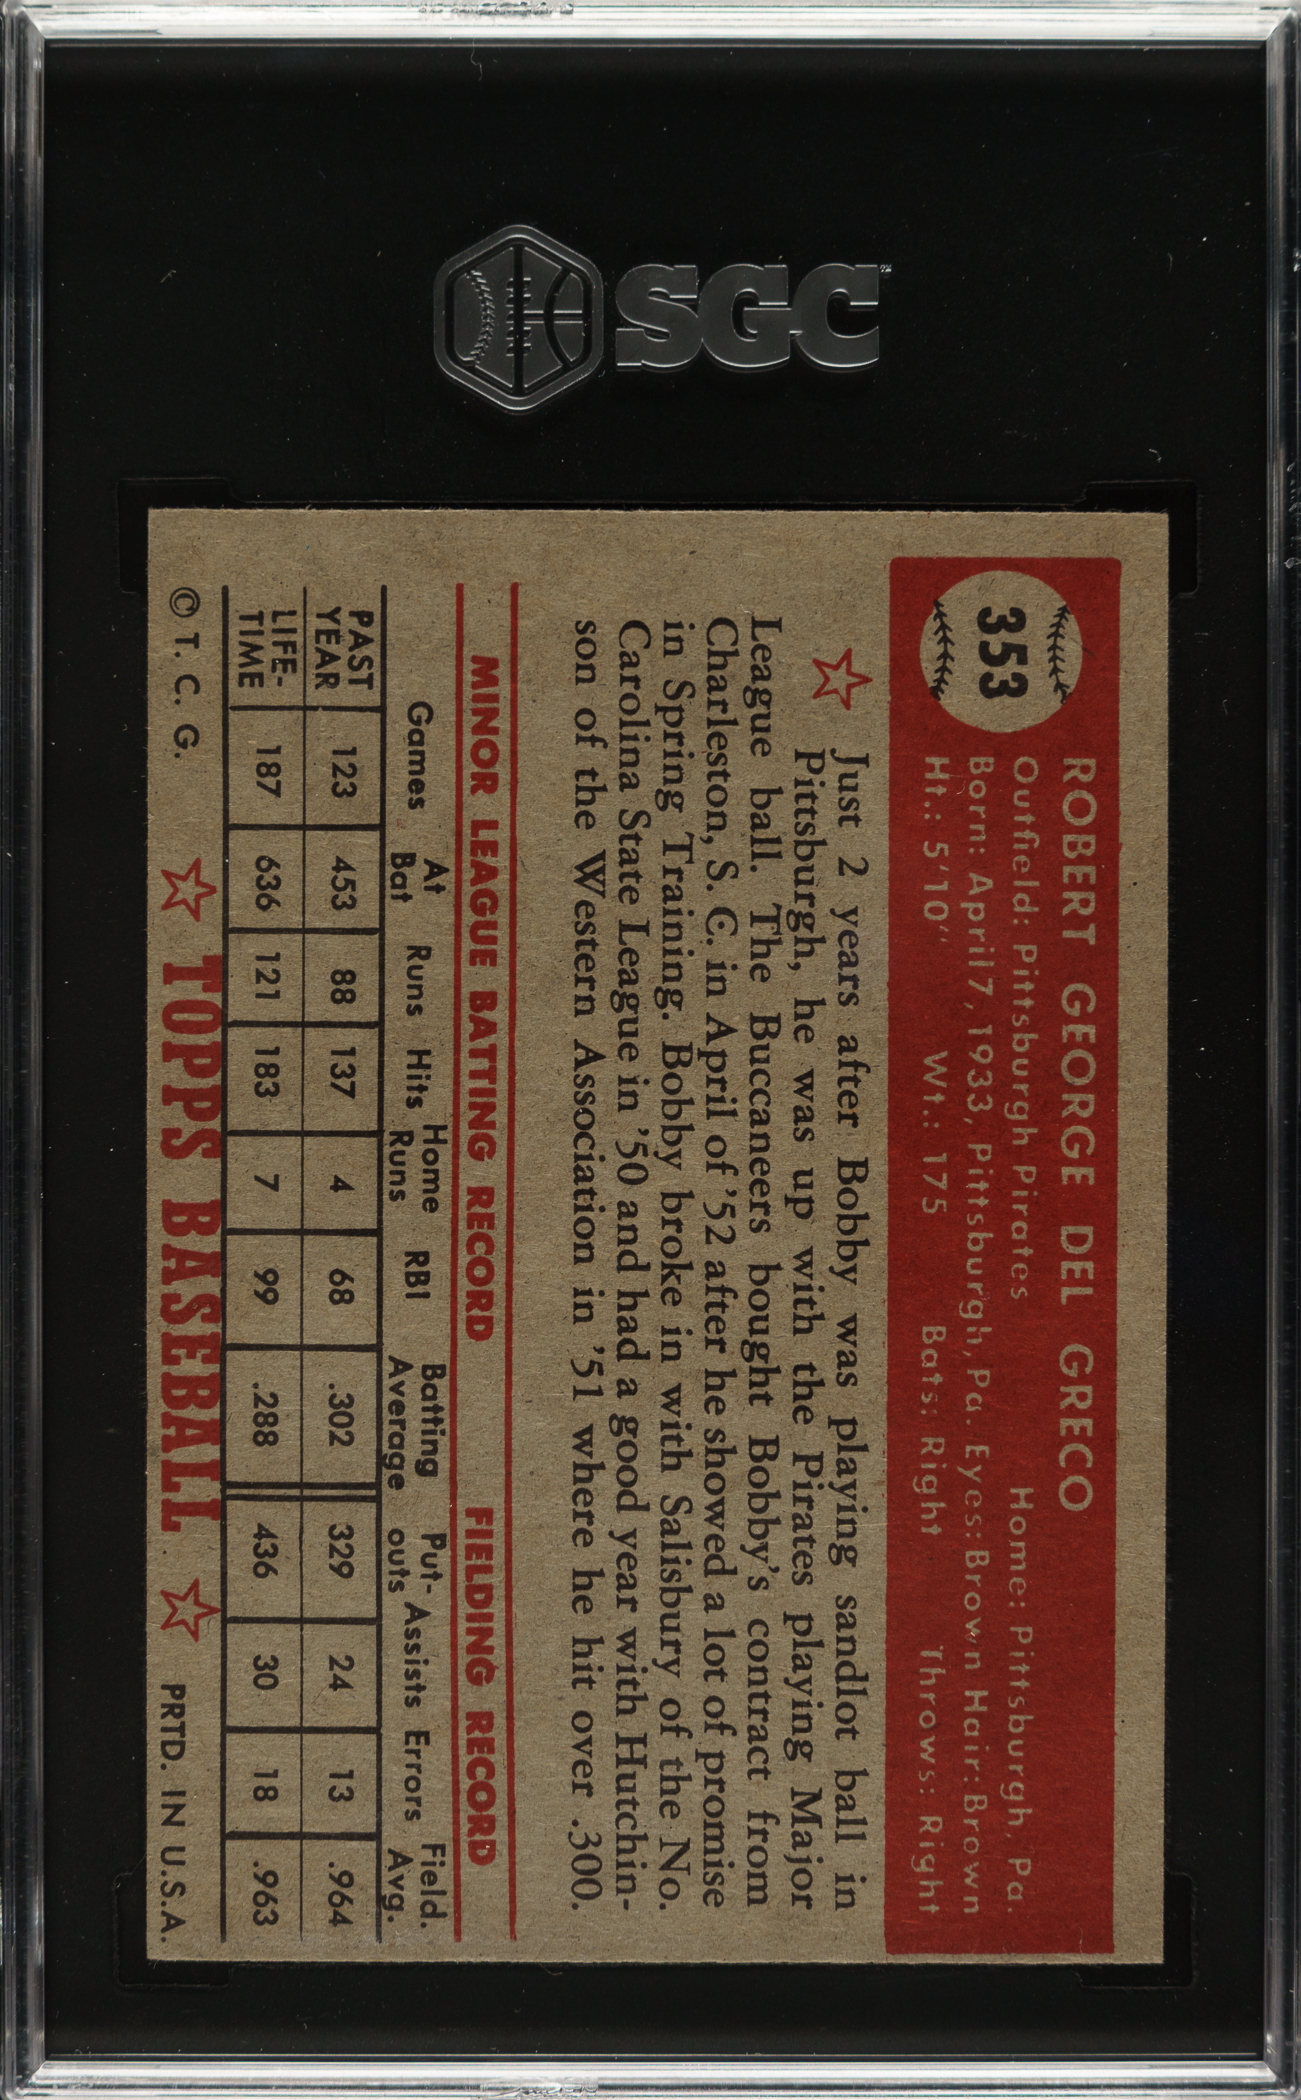 SGC
353
ROBERT GEORGE DEL GRECO
Outfield: Pittsburgh Pirates Home: Pittsburgh, Pa.
Born: April 7, 1933, Pittsburgh, Pa. Eyes: Brown Hair: Brown
Ht.: 5'10" Wt.: 175 Bats: Right Throws: Right
Just 2 years after Bobby was playing sandlot ball in
Pittsburgh, he was up with the Pirates playing Major
League ball. The Buccaneers bought Bobby's contract from
Charleston, S. C. in April of '52 after he showed a lot of promise
in Spring Training. Bobby broke in with Salisbury of the No.
Carolina State League in '50 and had a good year with Hutchin-
son of the Western Association in '51 where he hit over .300.
MINOR LEAGUE BATTING RECORD FIELDING RECORD
Games At Bat Runs Hits Home Runs RBI Batting Average Put-outs Assists Errors Field. Avg.
PAST YEAR 123 453 88 137 4 68 .302 329 24 13 .964
LIFE-TIME 187 636 121 183 7 99 .288 436 30 18 .963
© T. C. G. TOPPS BASEBALL PRTD. IN U.S.A.